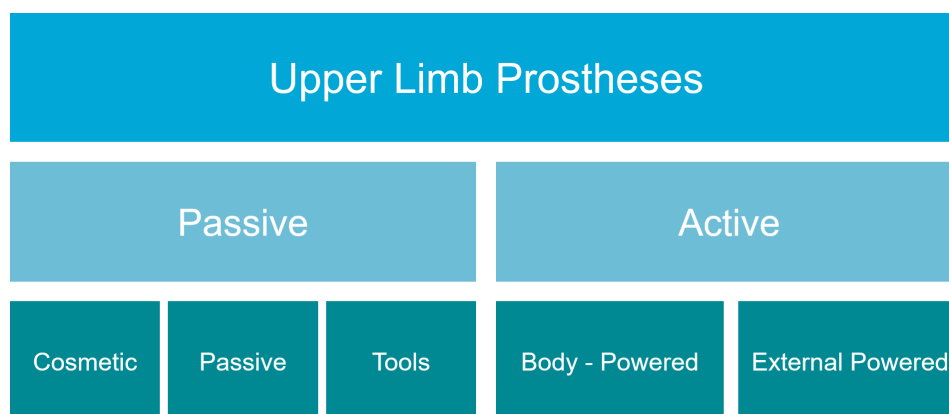 Upper Limb Prostheses
Passive
Active
Cosmetic
Passive
Tools
Body - Powered
External Powered